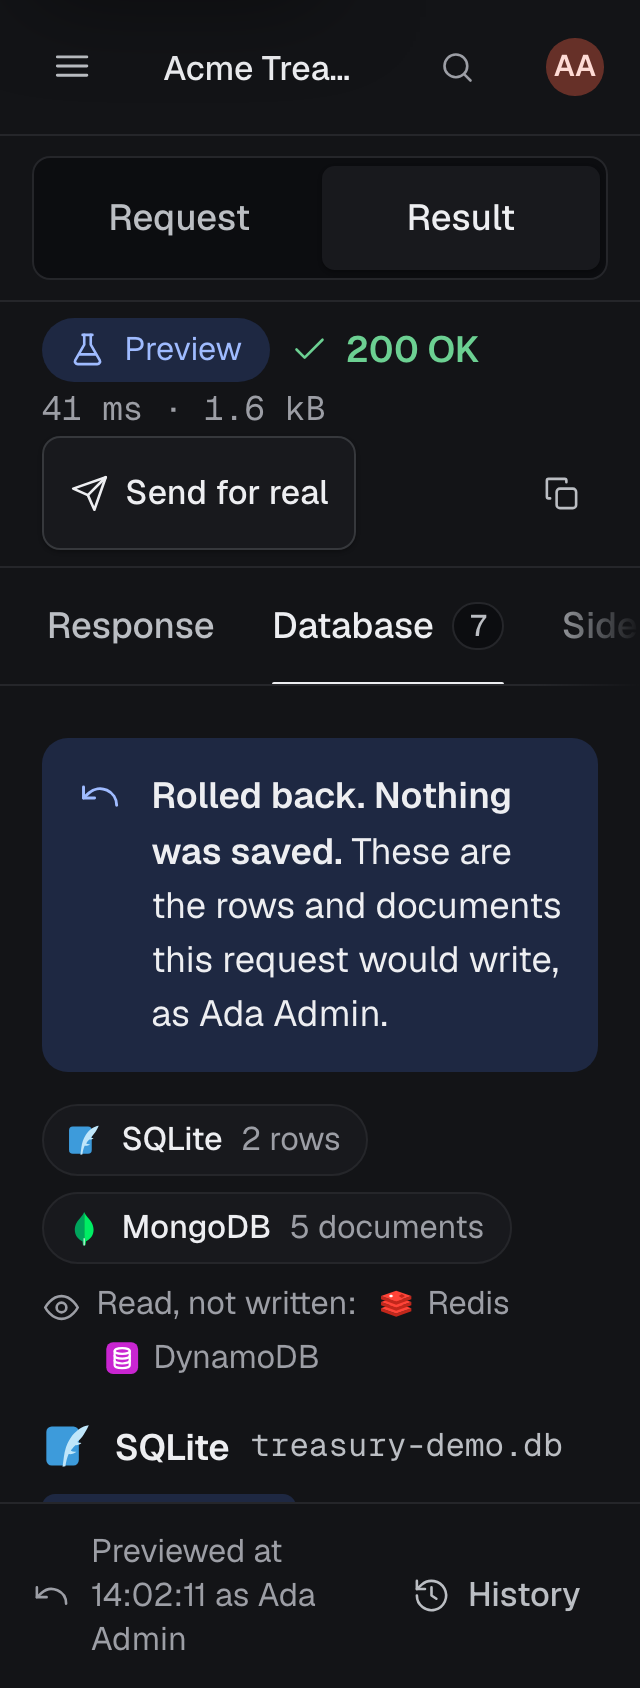 Acme Trea...
AA
Request
Result
Preview
200 OK
41 ms · 1.6 kB
Send for real
Response
Database 7
Side
Rolled back. Nothing
was saved. These are
the rows and documents
this request would write,
as Ada Admin.
SQLite 2 rows
MongoDB 5 documents
Read, not written: Redis
DynamoDB
SQLite treasury-demo.db
Previewed at
14:02:11 as Ada
Admin
History